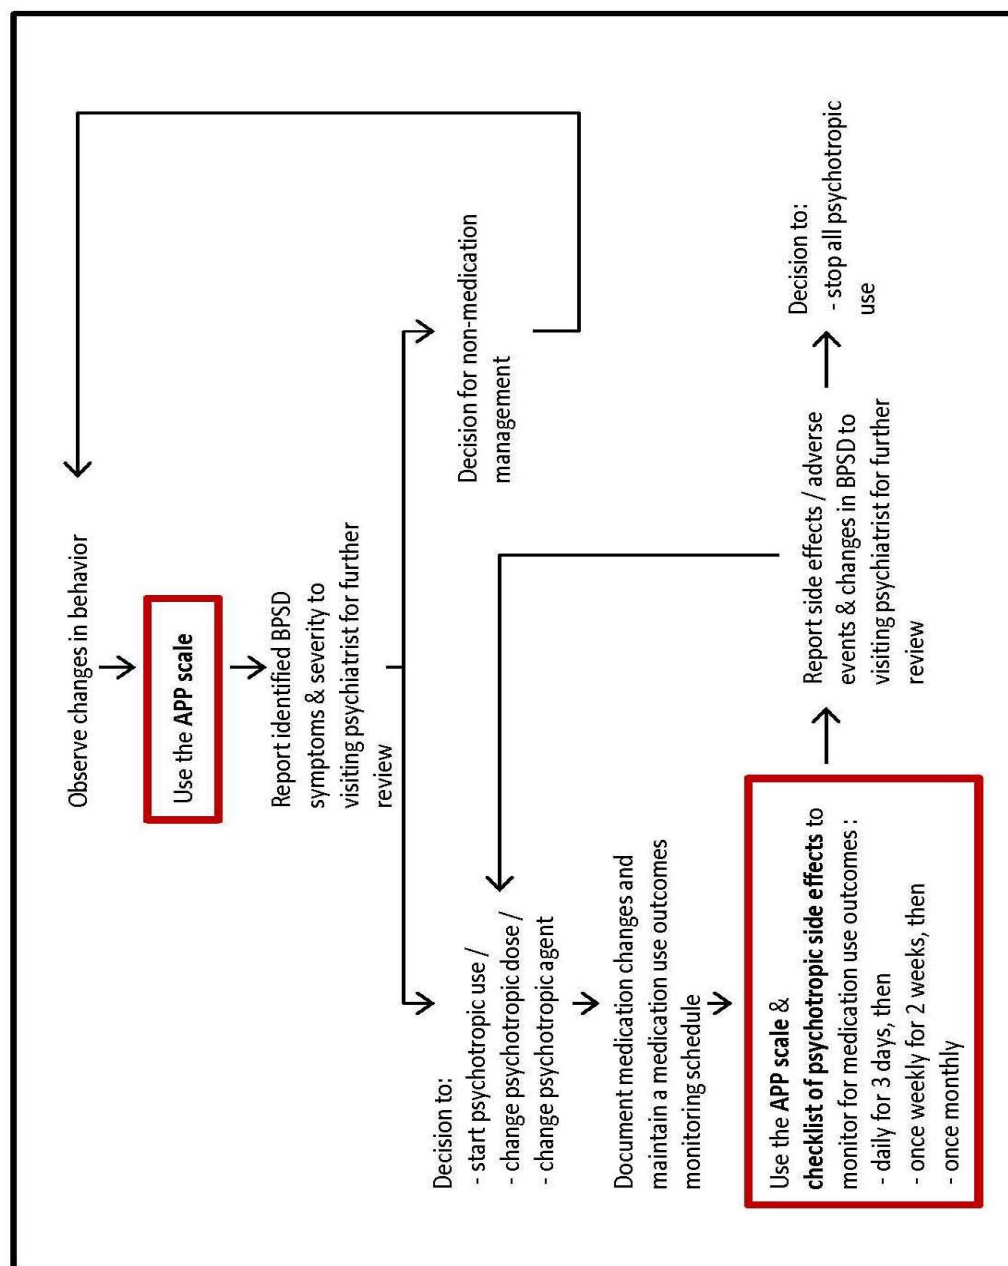 Observe changes in behavior
Use the APP scale
Report identified BPSD
symptoms & severity to
visiting psychiatrist for further
review
Decision to:
- start psychotropic use /
- change psychotropic dose /
- change psychotropic agent
Decision for non-medication
management
Document medication changes and
maintain a medication use outcomes
monitoring schedule
Use the APP scale &
checklist of psychotropic side effects to
monitor for medication use outcomes :
- daily for 3 days, then
- once weekly for 2 weeks, then
- once monthly
Report side effects / adverse
events & changes in BPSD to
visiting psychiatrist for further
review
Decision to:
- stop all psychotropic
use